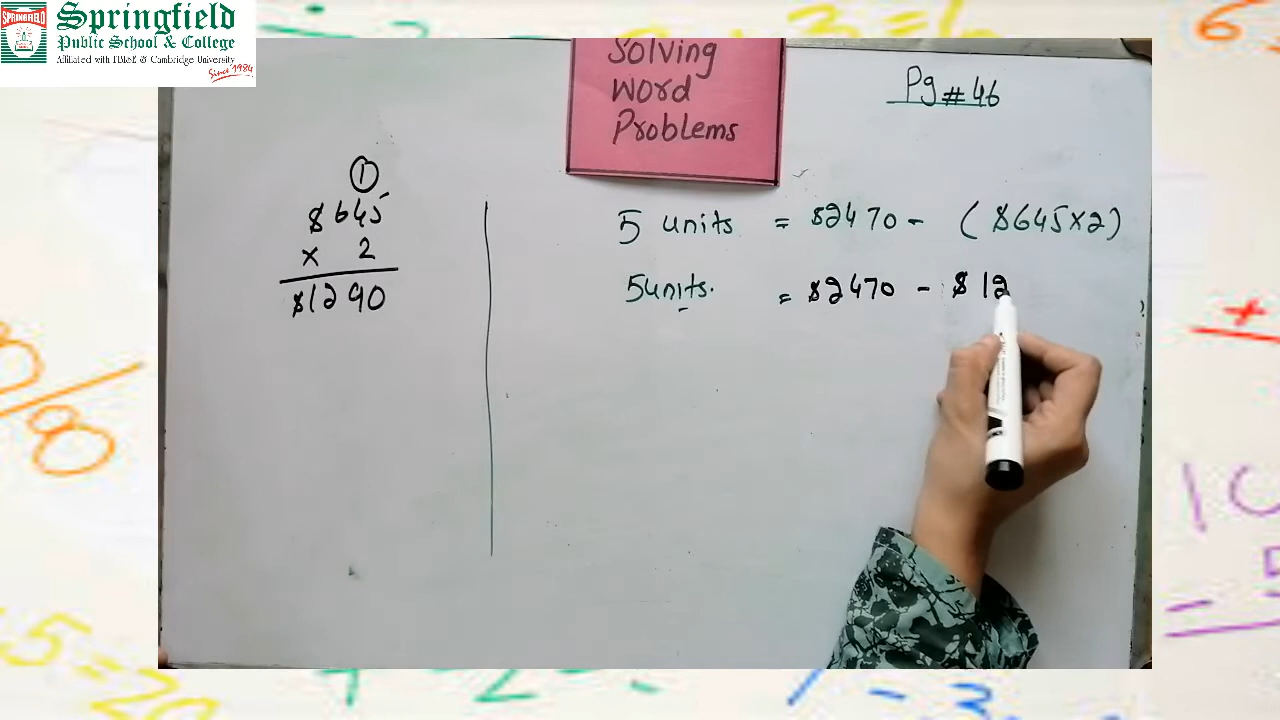 SPRINGFIELD
Springfield
Public School & College
Affiliated with FBISE & Cambridge University
Since 1984
Solving
Word
Problems
Pg # 46
1
$645
x 2
$1290
5 units = $2470 - ($645x2)
5units. = $2470 - $12